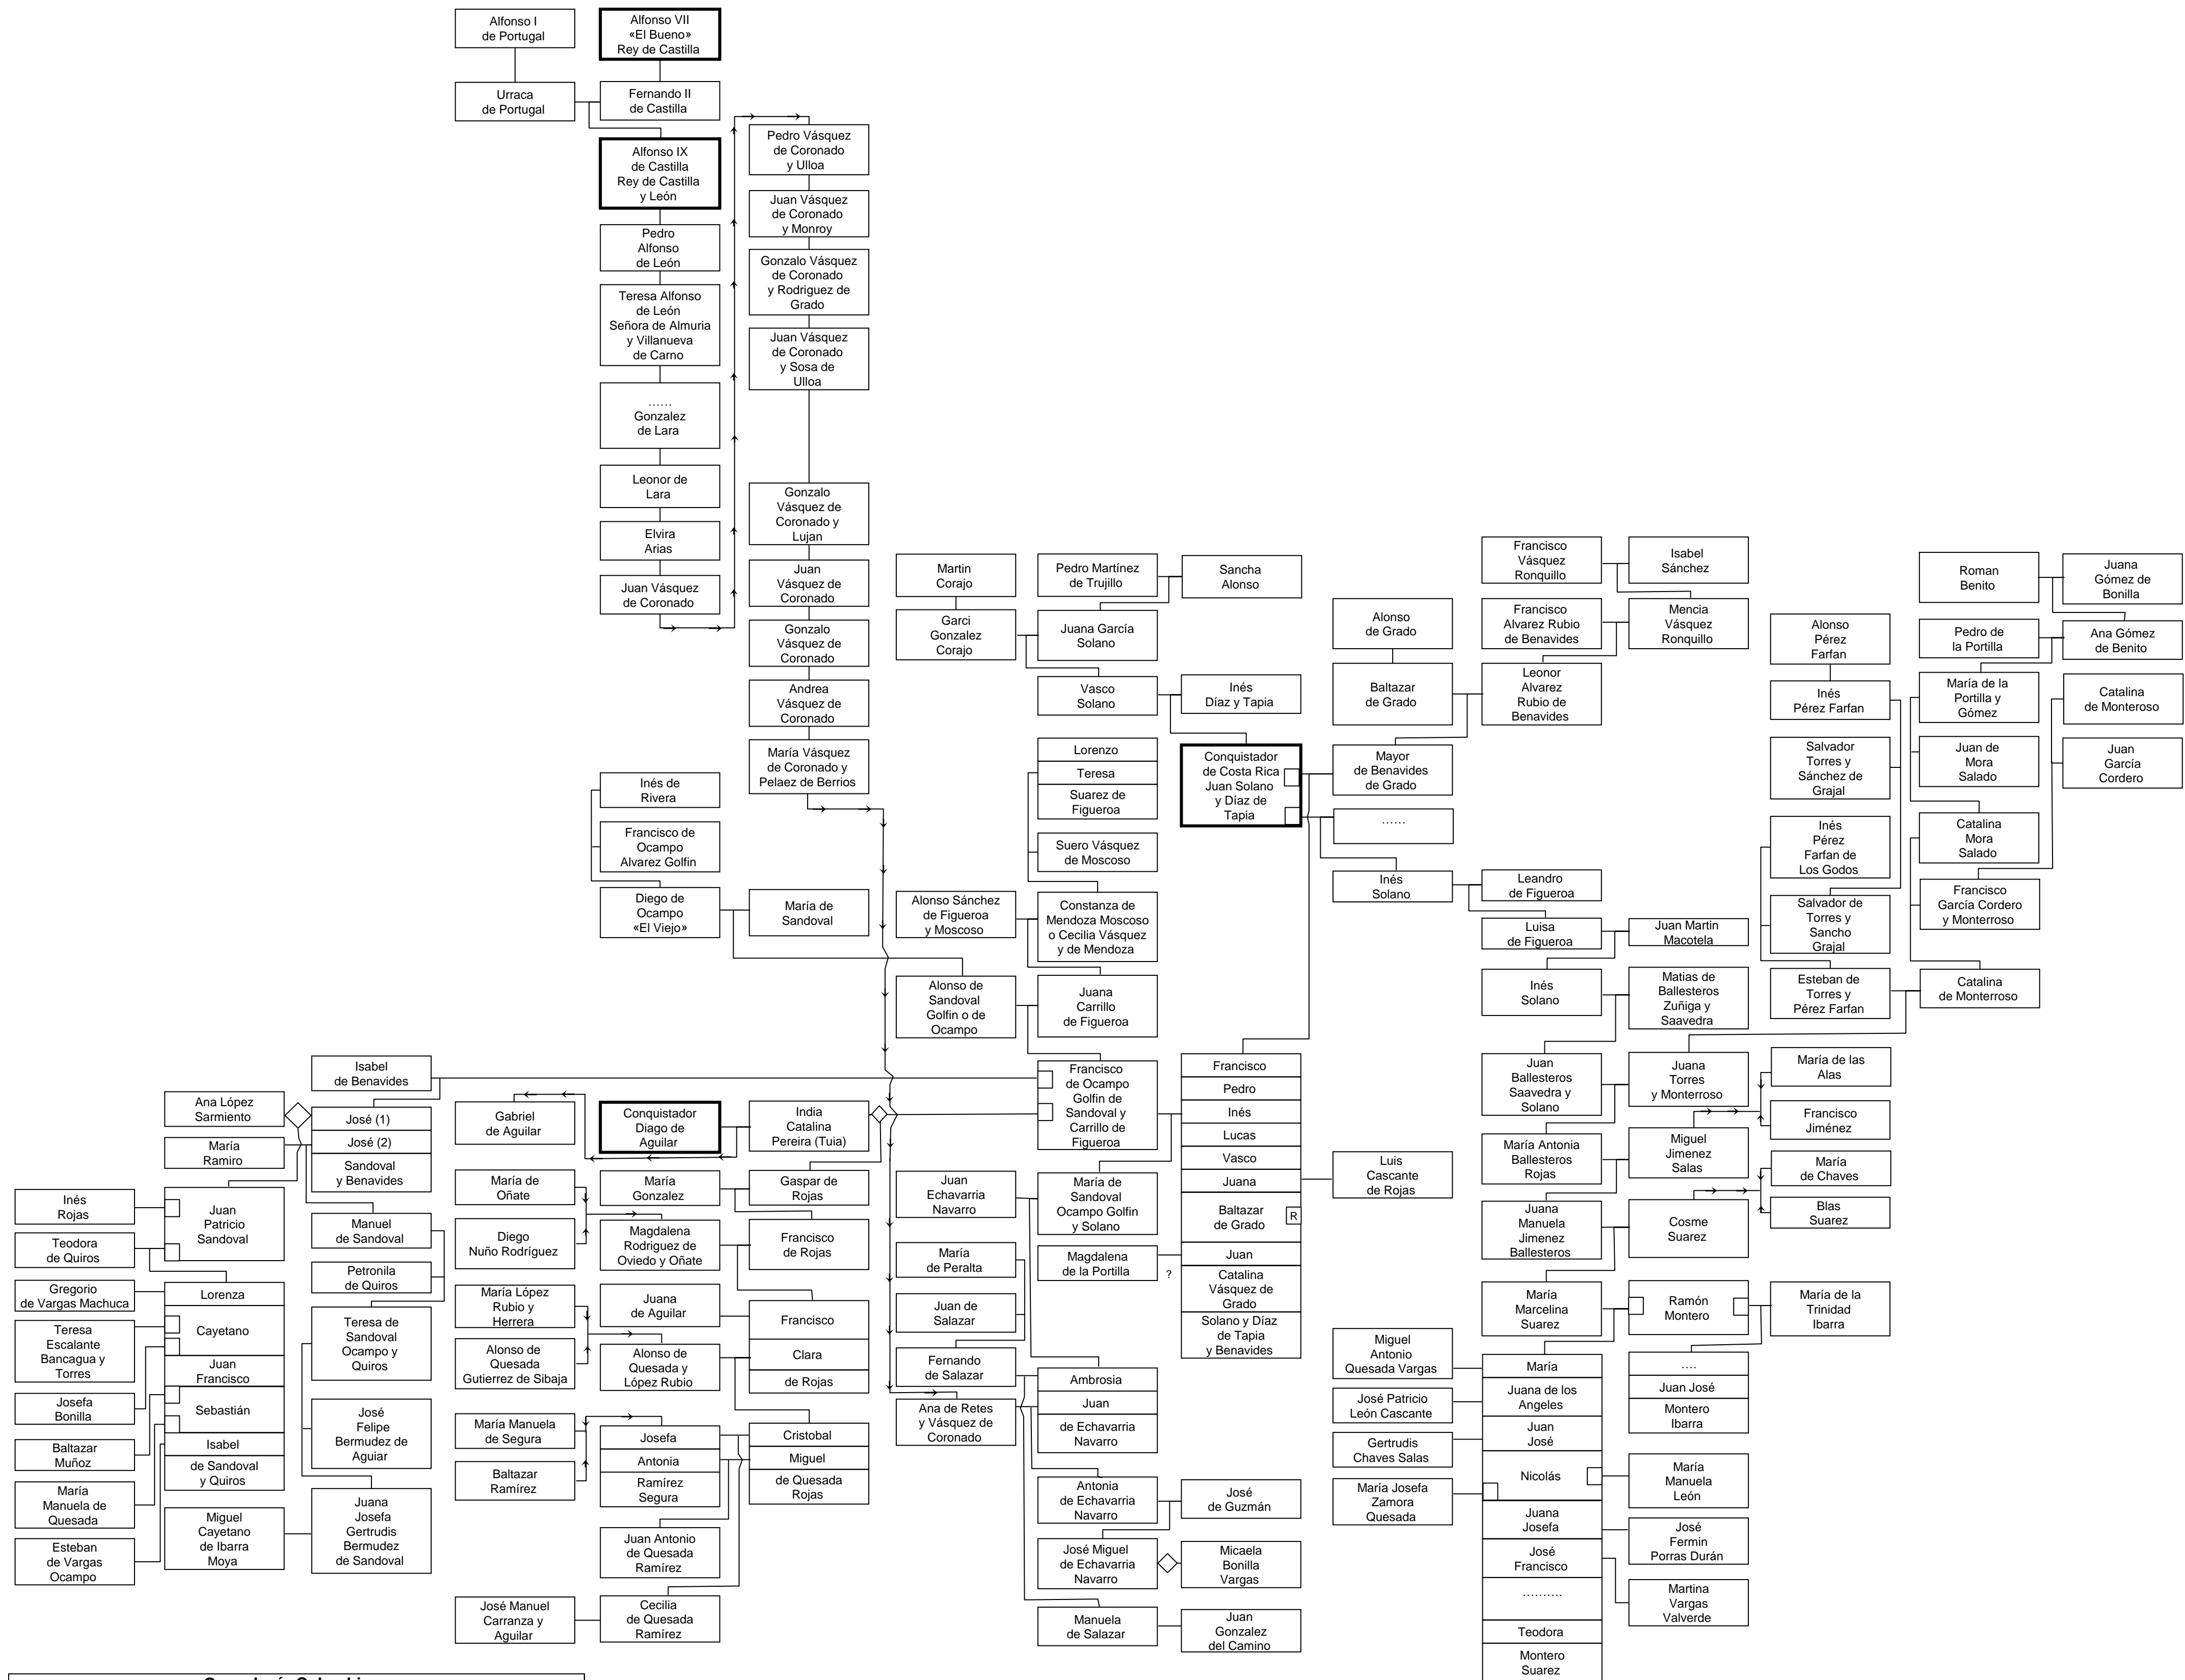 Alfonso I
de Portugal
Alfonso VII
«El Bueno»
Rey de Castilla
Urraca
de Portugal
Fernando II
de Castilla
Alfonso IX
de Castilla
Rey de Castilla
y León
Pedro
Alfonso
de León
Teresa Alfonso
de León
Señora de Almuria
y Villanueva
de Carno
......
Gonzalez
de Lara
Leonor de
Lara
Elvira
Arias
Juan Vásquez
de Coronado
Pedro Vásquez
de Coronado
y Ulloa
Juan Vásquez
de Coronado
y Monroy
Gonzalo Vásquez
de Coronado
y Rodriguez de
Grado
Juan Vásquez
de Coronado
y Sosa de
Ulloa
Gonzalo
Vásquez de
Coronado y
Lujan
Juan
Vásquez de
Coronado
Gonzalo
Vásquez de
Coronado
Andrea
Vásquez de
Coronado
María Vásquez
de Coronado y
Pelaez de Berrios
Inés de
Rivera
Francisco de
Ocampo
Alvarez Golfin
Diego de
Ocampo
«El Viejo»
María de
Sandoval
Martin
Corajo
Garci
Gonzalez
Corajo
Pedro Martínez
de Trujillo
Sancha
Alonso
Juana García
Solano
Vasco
Solano
Inés
Díaz y Tapia
Lorenzo
Teresa
Suarez de
Figueroa
Suero Vásquez
de Moscoso
Alonso Sánchez
de Figueroa
y Moscoso
Constanza de
Mendoza Moscoso
o Cecilia Vásquez
y de Mendoza
Alonso de
Sandoval
Golfin o de
Ocampo
Juana
Carrillo
de Figueroa
Conquistador
de Costa Rica
Juan Solano
y Díaz de
Tapia
Alonso
de Grado
Baltazar
de Grado
Mayor
de Benavides
de Grado
......
Inés
Solano
Francisco
Vásquez
Ronquillo
Isabel
Sánchez
Francisco
Alvarez Rubio
de Benavides
Mencia
Vásquez
Ronquillo
Leonor
Alvarez
Rubio de
Benavides
Leandro
de Figueroa
Luisa
de Figueroa
Juan Martin
Macotela
Inés
Solano
Matias de
Ballesteros
Zuñiga y
Saavedra
Alonso
Pérez
Farfan
Inés
Pérez Farfan
Salvador
Torres y
Sánchez de
Grajal
Inés
Pérez
Farfan de
Los Godos
Salvador de
Torres y
Sancho
Grajal
Esteban de
Torres y
Pérez Farfan
Roman
Benito
Juana
Gómez de
Bonilla
Pedro de
la Portilla
Ana Gómez
de Benito
María de la
Portilla y
Gómez
Catalina
de Monteroso
Juan de
Mora
Salado
Juan
García
Cordero
Catalina
Mora
Salado
Francisco
García Cordero
y Monterroso
Catalina
de Monterroso
Isabel
de Benavides
Ana López
Sarmiento
José (1)
José (2)
Sandoval
y Benavides
María
Ramiro
Inés
Rojas
Juan
Patricio
Sandoval
Teodora
de Quiros
Manuel
de Sandoval
Petronila
de Quiros
Gregorio
de Vargas Machuca
Teresa
Escalante
Bancagua y
Torres
Josefa
Bonilla
Baltazar
Muñoz
María
Manuela de
Quesada
Esteban
de Vargas
Ocampo
Lorenza
Cayetano
Juan
Francisco
Sebastián
Isabel
de Sandoval
y Quiros
Miguel
Cayetano
de Ibarra
Moya
Teresa de
Sandoval
Ocampo y
Quiros
José
Felipe
Bermudez de
Aguiar
Juana
Josefa
Gertrudis
Bermudez
de Sandoval
Gabriel
de Aguilar
Conquistador
Diago de
Aguilar
India
Catalina
Pereira (Tuia)
María de
Oñate
María
Gonzalez
Gaspar de
Rojas
Diego
Nuño Rodríguez
Magdalena
Rodriguez de
Oviedo y Oñate
Francisco
de Rojas
María López
Rubio y
Herrera
Juana
de Aguilar
Francisco
Clara
de Rojas
Alonso de
Quesada
Gutierrez de Sibaja
Alonso de
Quesada y
López Rubio
María Manuela
de Segura
Baltazar
Ramírez
Josefa
Antonia
Ramírez
Segura
Cristobal
Miguel
de Quesada
Rojas
Juan Antonio
de Quesada
Ramírez
José Manuel
Carranza y
Aguilar
Cecilia
de Quesada
Ramírez
Francisco
de Ocampo
Golfin de
Sandoval y
Carrillo de
Figueroa
Juan
Echavarria
Navarro
María de
Sandoval
Ocampo Golfin
y Solano
María
de Peralta
Magdalena
de la Portilla
?
Juan de
Salazar
Fernando
de Salazar
Ana de Retes
y Vásquez de
Coronado
Ambrosia
Juan
de Echavarria
Navarro
Antonia
de Echavarria
Navarro
José
de Guzmán
José Miguel
de Echavarria
Navarro
Micaela
Bonilla
Vargas
Manuela
de Salazar
Juan
Gonzalez
del Camino
Francisco
Pedro
Inés
Lucas
Vasco
Juana
Baltazar
de Grado
R
Juan
Catalina
Vásquez de
Grado
Solano y Díaz
de Tapia
y Benavides
Luis
Cascante
de Rojas
Juan
Ballesteros
Saavedra y
Solano
Juana
Torres
y Monterroso
María de las
Alas
Francisco
Jiménez
María Antonia
Ballesteros
Rojas
Miguel
Jimenez
Salas
María
de Chaves
Blas
Suarez
Juana
Manuela
Jimenez
Ballesteros
Cosme
Suarez
María
Marcelina
Suarez
Ramón
Montero
María de la
Trinidad
Ibarra
Miguel
Antonio
Quesada Vargas
José Patricio
León Cascante
Gertrudis
Chaves Salas
María Josefa
Zamora
Quesada
María
Juana de los
Angeles
Juan
José
Nicolás
Juana
Josefa
José
Francisco
..........
Teodora
Montero
Suarez
....
Juan José
Montero
Ibarra
María
Manuela
León
José
Fermin
Porras Durán
Martina
Vargas
Valverde